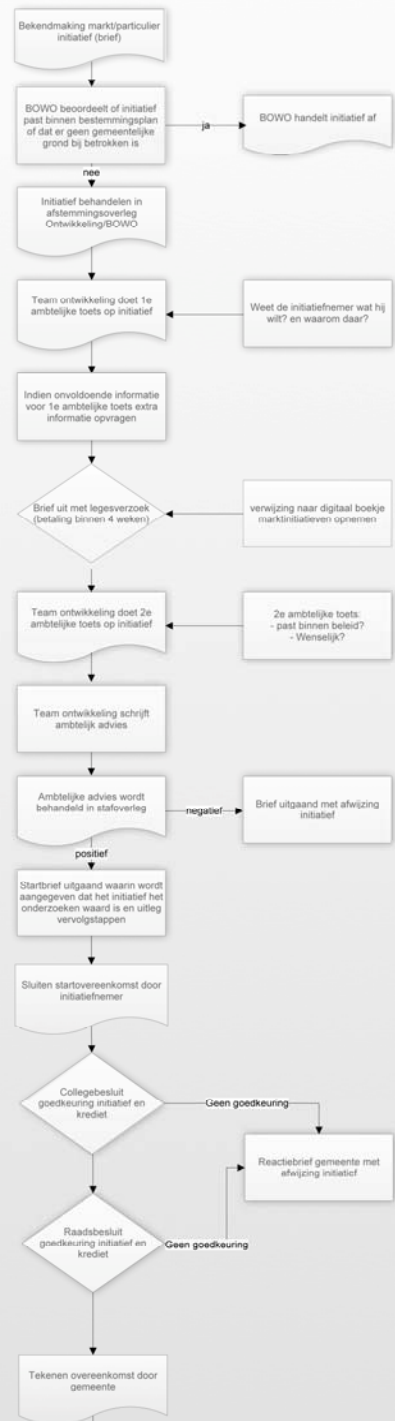 Bekendmaking markt/particulier
initiatief (brief)
BOWO beoordeelt of initiatief
past binnen bestemmingsplan
of dat er geen gemeentelijke
grond bij betrokken is
ja
BOWO handelt initiatief af
nee
Initiatief behandelen in
afstemmingsoverleg
Ontwikkeling/BOWO
Team ontwikkeling doet 1e
ambtelijke toets op initiatief
Weet de initiatiefnemer wat hij
wilt? en waarom daar?
Indien onvoldoende informatie
voor 1e ambtelijke toets extra
informatie opvragen
Brief uit met legesverzoek
(betaling binnen 4 weken)
verwijzing naar digitaal boekje
marktinitiatieven opnemen
Team ontwikkeling doet 2e
ambtelijke toets op initiatief
2e ambtelijke toets:
- past binnen beleid?
- Wenselijk?
Team ontwikkeling schrijft
ambtelijk advies
Ambtelijke advies wordt
behandeld in stafoverleg
negatief
Brief uitgaand met afwijzing
initiatief
positief
Startbrief uitgaand waarin wordt
aangegeven dat het initiatief het
onderzoeken waard is en uitleg
vervolgstappen
Sluiten startovereenkomst door
initiatiefnemer
Collegebesluit
goedkeuring initiatief en
krediet
Geen goedkeuring
Reactiebrief gemeente met
afwijzing initiatief
Raadsbesluit
goedkeuring initiatief en
krediet
Geen goedkeuring
Tekenen overeenkomst door
gemeente